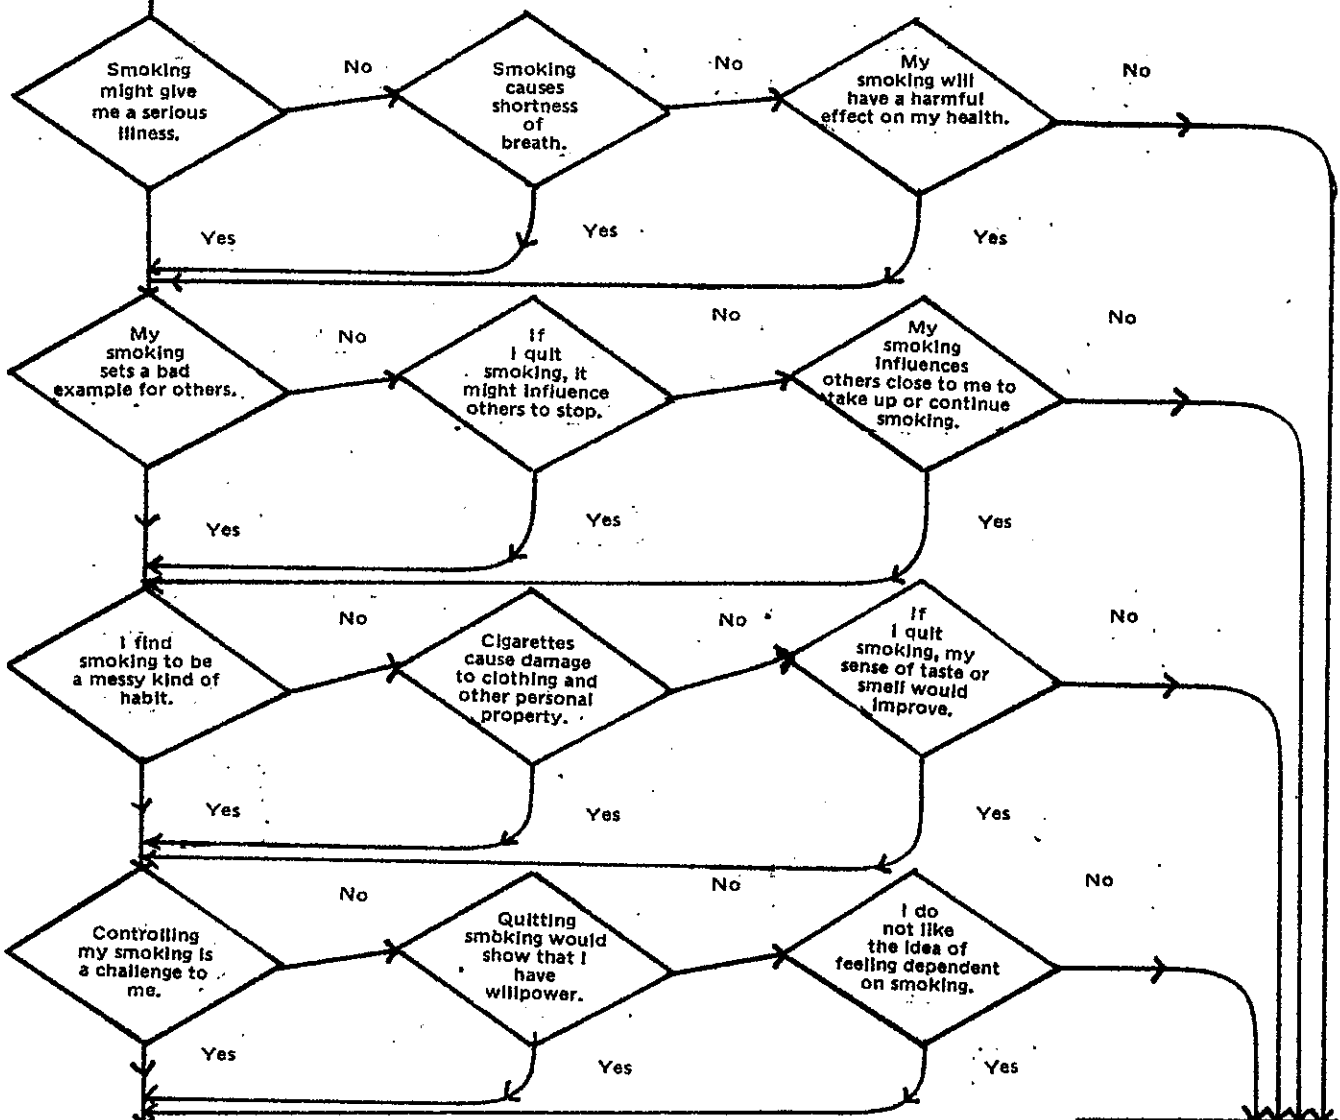 Smoking
might give
me a serious
illness.
No
Smoking
causes
shortness
of
breath.
No
My
smoking will
have a harmful
effect on my health.
No
Yes
Yes
Yes
My
smoking
sets a bad
example for others.
No
If
I quit
smoking, it
might influence
others to stop.
No
My
smoking
influences
others close to me to
take up or continue
smoking.
No
Yes
Yes
Yes
I find
smoking to be
a messy kind of
habit.
No
Cigarettes
cause damage
to clothing and
other personal
property.
No
If
I quit
smoking, my
sense of taste or
smell would
improve.
No
Yes
Yes
Yes
Controlling
my smoking is
a challenge to
me.
No
Quitting
smoking would
show that I
have
willpower.
No
I do
not like
the idea of
feeling dependent
on smoking.
No
Yes
Yes
Yes